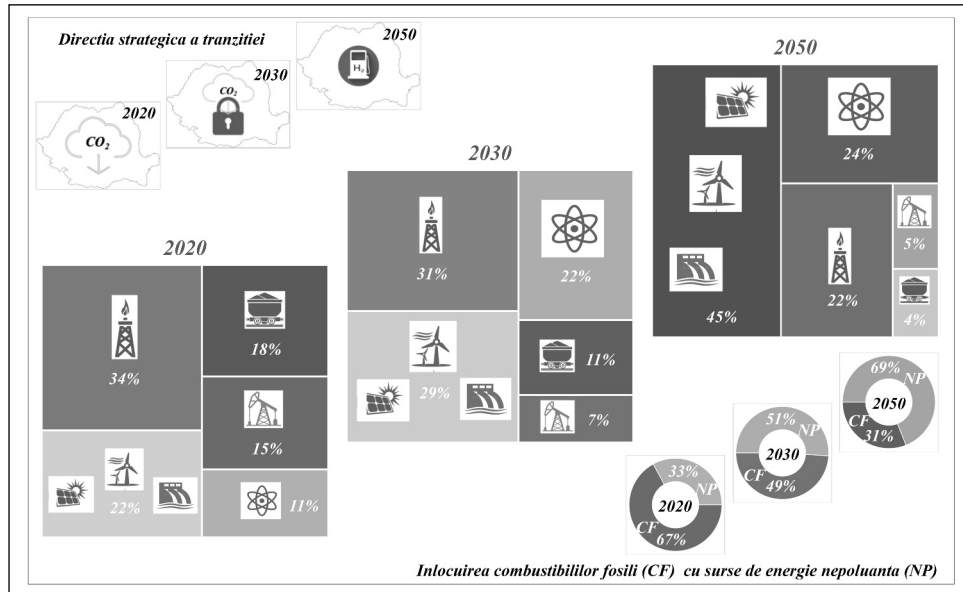 Directia strategica a tranzitiei
2050
H₂
2030
CO₂
2020
CO₂
2020
34%
18%
15%
22%
11%
2030
31%
22%
29%
11%
7%
2050
45%
24%
22%
5%
4%
69%
NP
2050
CF
31%
51%
NP
2030
CF
49%
33%
NP
2020
CF
67%
Inlocuirea combustibililor fosili (CF) cu surse de energie nepoluanta (NP)